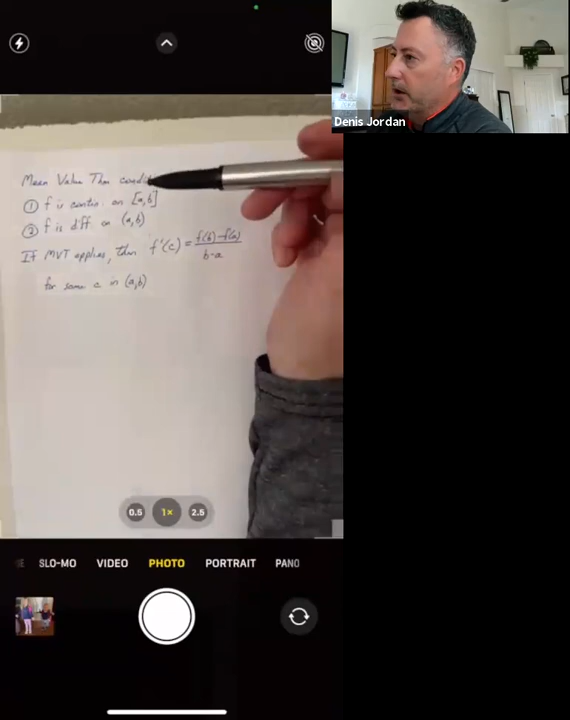 Denis Jordan
Mean Value Thm
① f is contin. on [a,b]
② f is diff on (a,b)
If MVT applies, then f'(c) = f(b)-f(a)
b-a
for some c in (a,b)
0.5 1× 2.5
SLO-MO VIDEO PHOTO PORTRAIT PANO